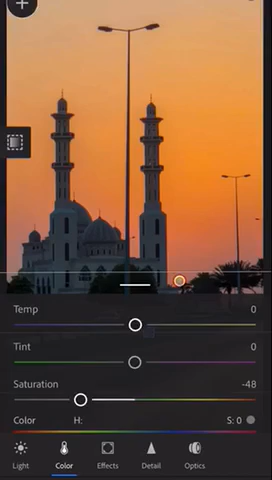 Temp 0
Tint 0
Saturation -48
Color H: S: 0
Light Color Effects Detail Optics